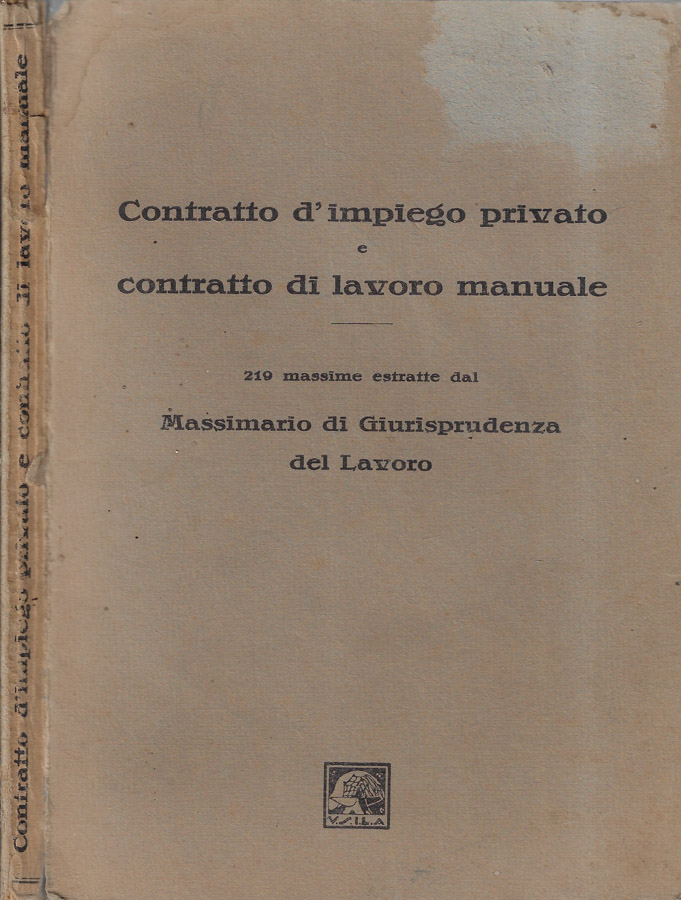 Contratto d'impiego privato e contratto di lavoro manuale
Contratto d'impiego privato
e
contratto di lavoro manuale
219 massime estratte dal
Massimario di Giurisprudenza
del Lavoro
V.S.I.L.A